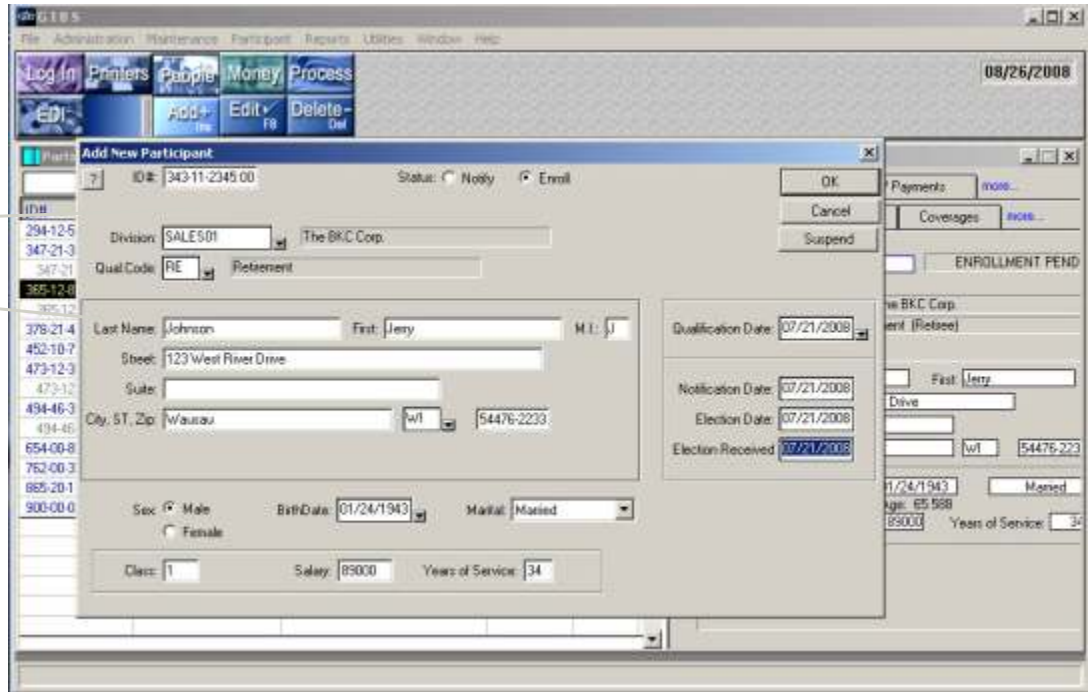 GIBS
File Administration Maintenance Participant Reports Utilities Window Help
Log In Printers People Money Process
08/26/2008
EDI Add+ Edit Delete-
Ins F8 Del
Add New Participant
? ID#: 343-11-2345 00 Status: Notify Enroll OK
Payments more...
Cancel
ID#
Coverages more...
294-12-5
Division: SALES01 The BKC Corp. Suspend
347-21-3
347-21
Qual Code: RE Retirement
ENROLLMENT PEND
365-12-8
365-12
BKC Corp.
378-21-4
Last Name: Johnson First: Jerry M.I.: J Qualification Date: 07/21/2008
(Retiree)
452-10-7
Street: 123 West River Drive
473-12-3
Suite:
Notification Date: 07/21/2008
First: Jerry
473-12
Drive
494-46-3
City, ST, Zip: Wausau WI 54476-2233 Election Date: 07/21/2008
494-46
654-00-8
Election Received: 07/21/2008
WI 54476-223
762-00-3
865-20-1
1/24/1943 Married
900-00-0
Sex: Male BirthDate: 01/24/1943 Marital: Married
Age: 65.588
Female
89000 Years of Service: 34
Class: 1 Salary: 89000 Years of Service: 34